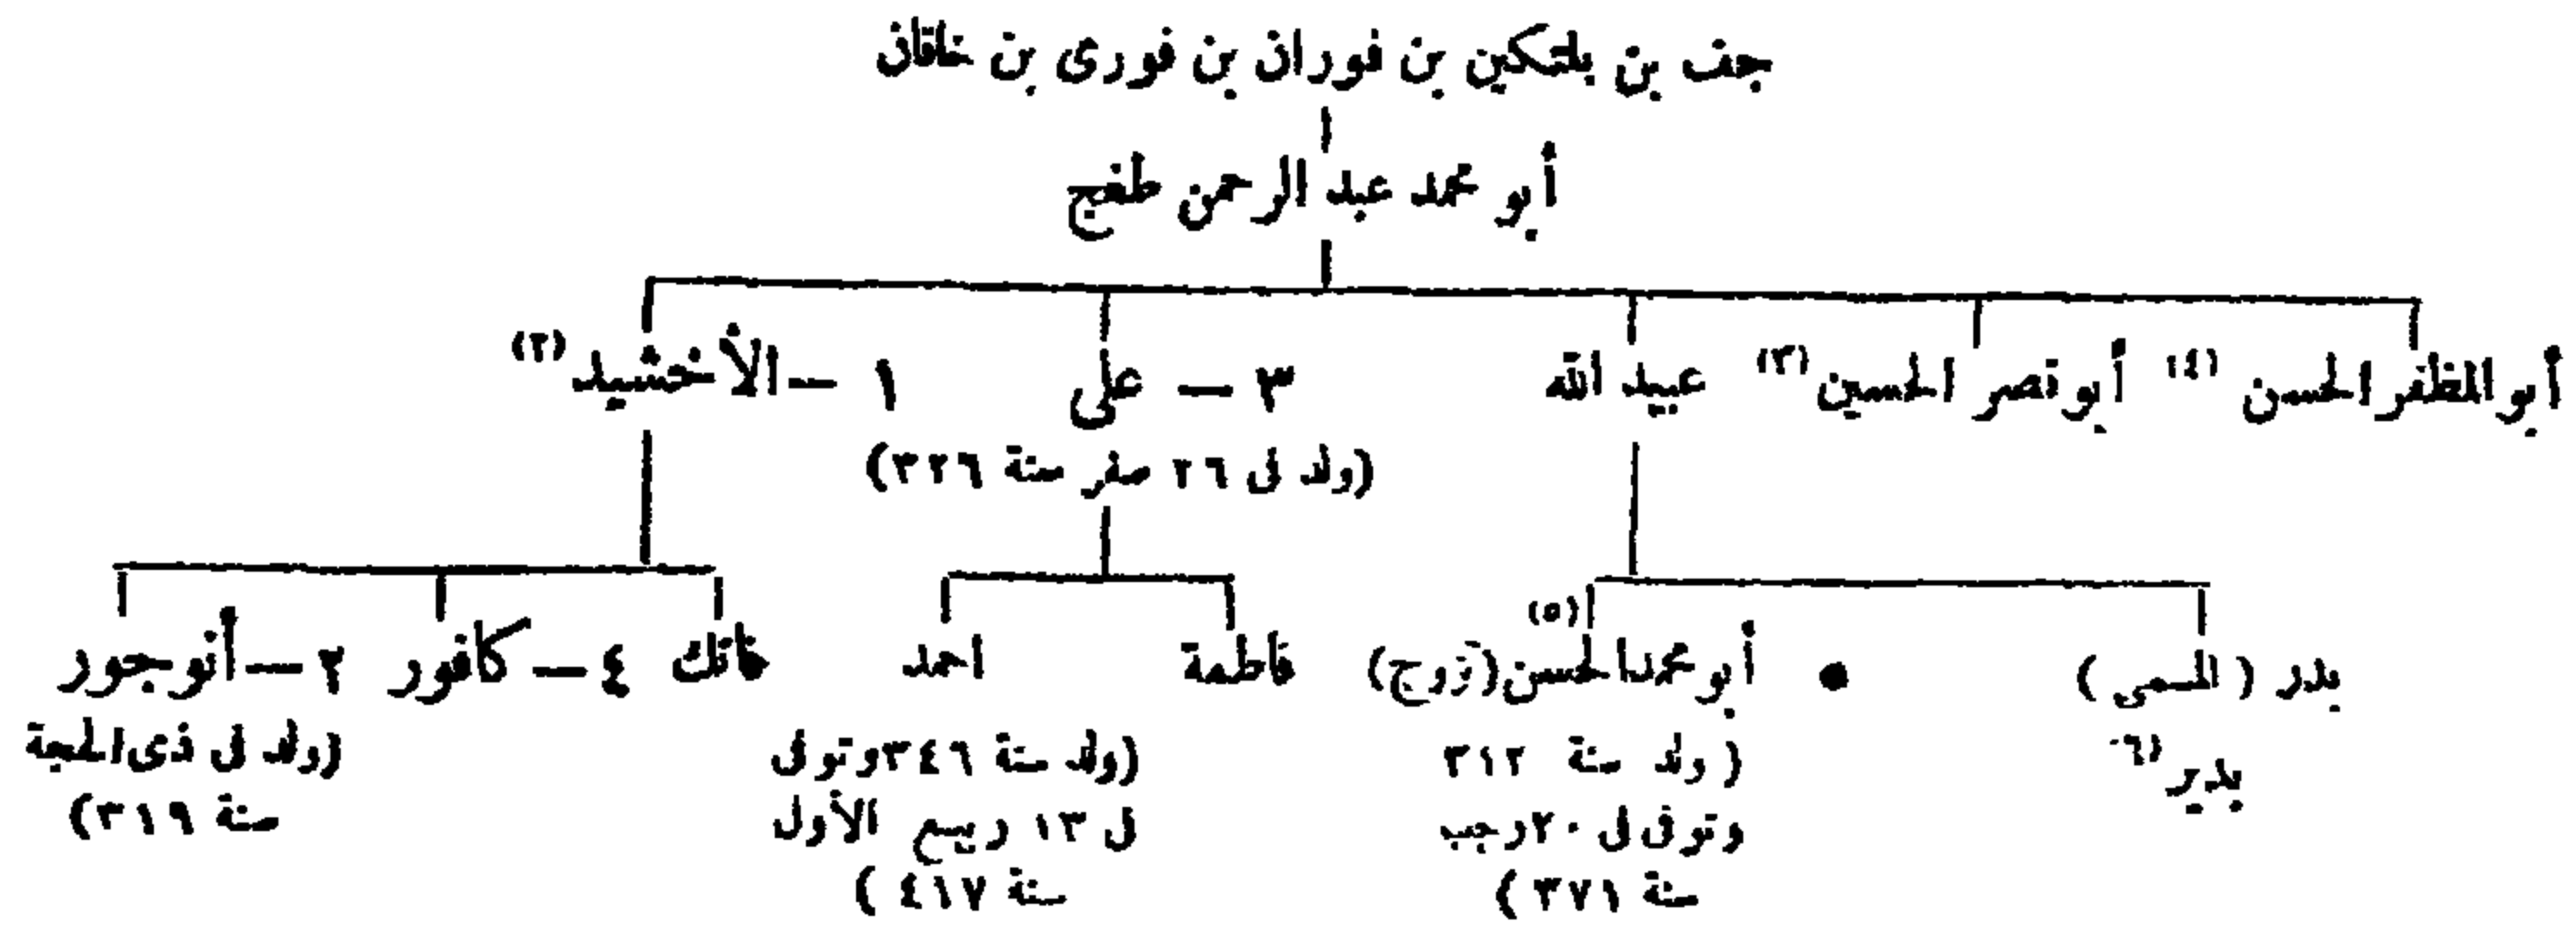 جف بن بلتكين بن فوران بن فورى بن خاقان
أبو محمد عبد الرحمن طغج
أبو المظفر الحسن (٤) أبو نصر الحسين (٣) عبيد الله ٣ — على ١ — الأخشيد (٢)
(ولد فى ٢٦ صفر سنة ٣٢٦)
بدر ( المسمى ) • أبو محمد الحسن (زوج) (٥) فاطمة احمد فاتك ٤ — كافور ٢ — أنوجور
بدير (٦) ( ولد سنة ٣١٢ (ولد سنة ٣٤٦ وتوفى (ولد فى ذى الحجة
وتوفى فى ٢٠ رجب فى ١٣ ربيع الأول سنة ٣١٩)
سنة ٣٧١ ) سنة ٤١٧ )